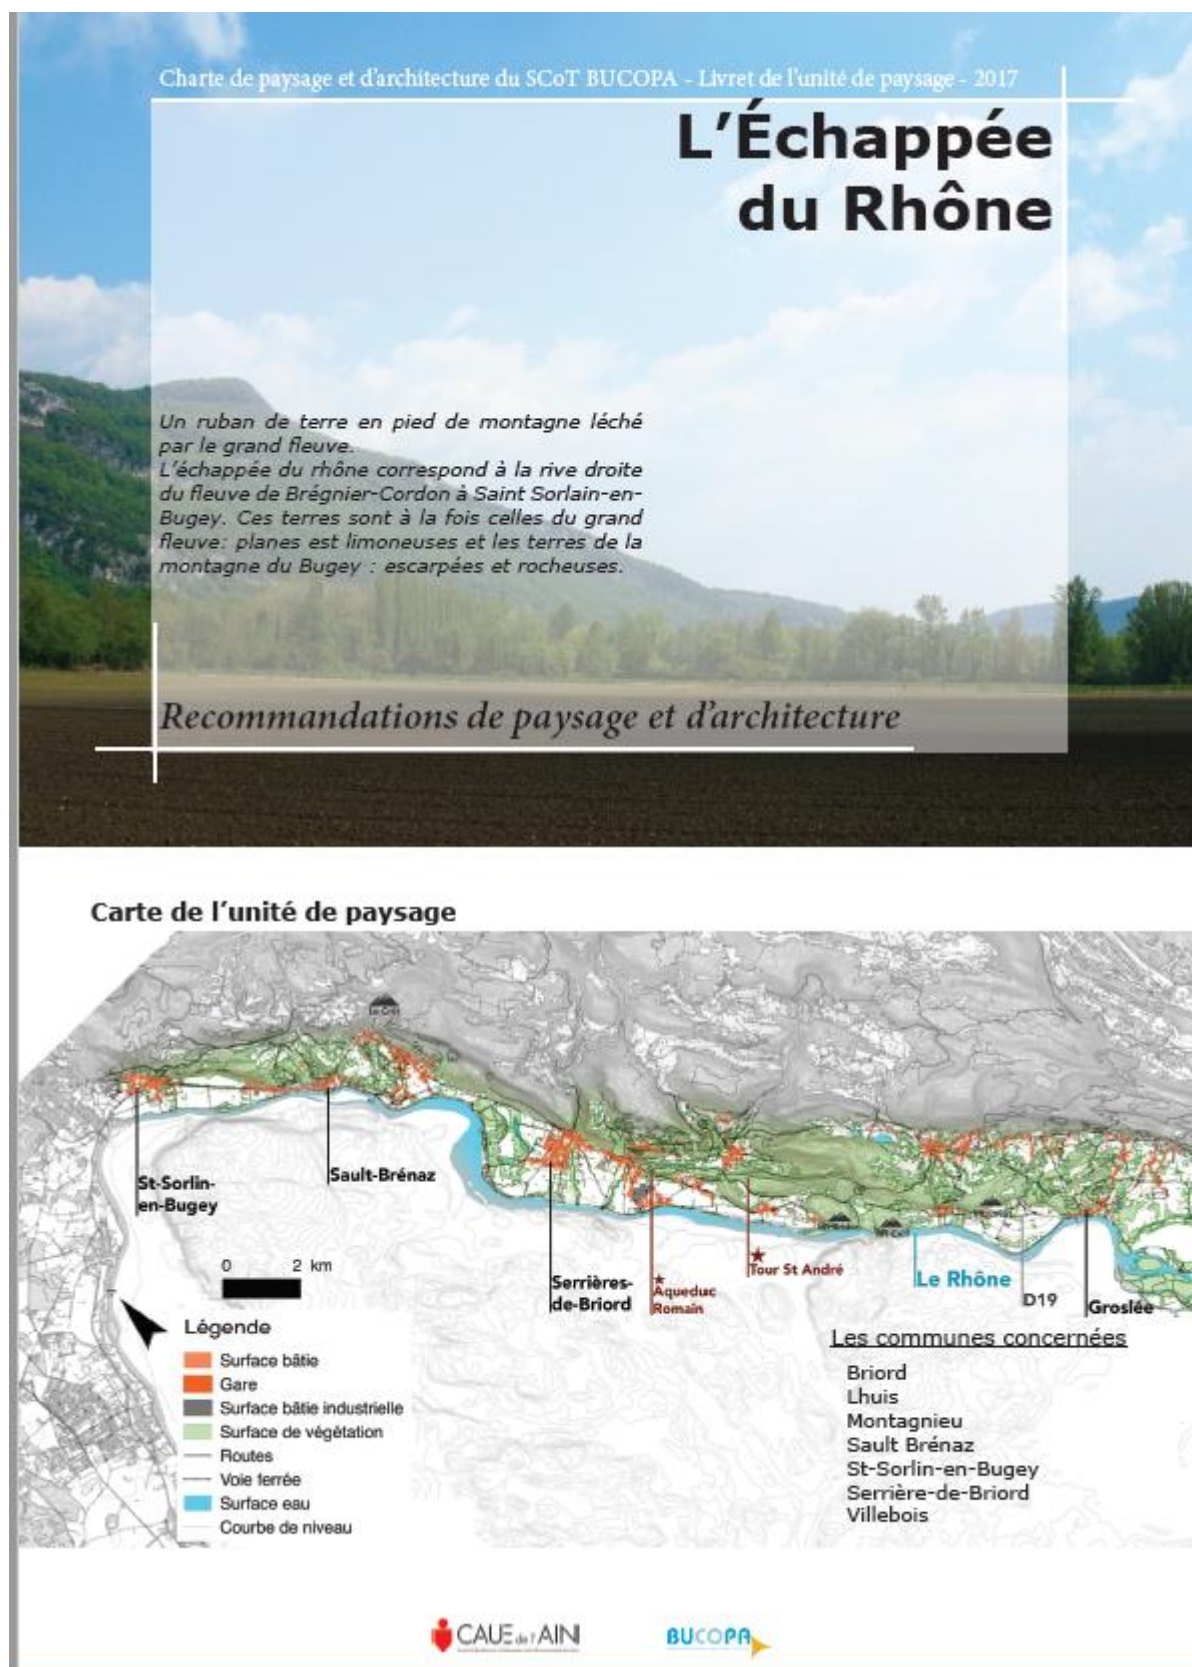 Charte de paysage et d'architecture du SCoT BUCOPA - Livret de l'unité de paysage - 2017
L'Échappée
du Rhône
Un ruban de terre en pied de montagne léché
par le grand fleuve.
L'échappée du rhône correspond à la rive droite
du fleuve de Brégnier-Cordon à Saint Sorlain-en-
Bugey. Ces terres sont à la fois celles du grand
fleuve: planes est limoneuses et les terres de la
montagne du Bugey : escarpées et rocheuses.
Recommandations de paysage et d'architecture
Carte de l'unité de paysage
St-Sorlin-
en-Bugey
Sault-Brénaz
Serrières-
de-Briord
Aqueduc
Romain
Tour St André
Le Rhône
D19
Groslée
0 2 km
Légende
Surface bâtie
Gare
Surface bâtie industrielle
Surface de végétation
Routes
Voie ferrée
Surface eau
Courbe de niveau
Les communes concernées
Briord
Lhuis
Montagnieu
Sault Brénaz
St-Sorlin-en-Bugey
Serrière-de-Briord
Villebois
CAUE de l'AIN
BUCOPA